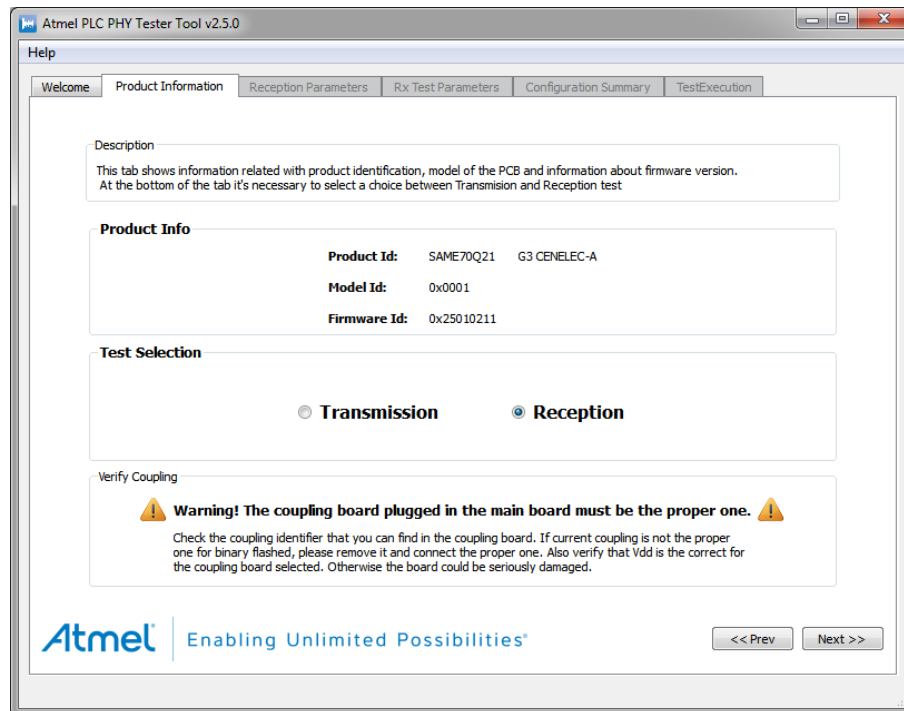 Atmel PLC PHY Tester Tool v2.5.0
Help
Welcome Product Information Reception Parameters Rx Test Parameters Configuration Summary TestExecution
Description
This tab shows information related with product identification, model of the PCB and information about firmware version.
At the bottom of the tab it's necessary to select a choice between Transmision and Reception test
Product Info
Product Id: SAME70Q21 G3 CENELEC-A
Model Id: 0x0001
Firmware Id: 0x25010211
Test Selection
Transmission Reception
Verify Coupling
Warning! The coupling board plugged in the main board must be the proper one.
Check the coupling identifier that you can find in the coupling board. If current coupling is not the proper
one for binary flashed, please remove it and connect the proper one. Also verify that Vdd is the correct for
the coupling board selected. Otherwise the board could be seriously damaged.
Atmel® Enabling Unlimited Possibilities®
<< Prev Next >>